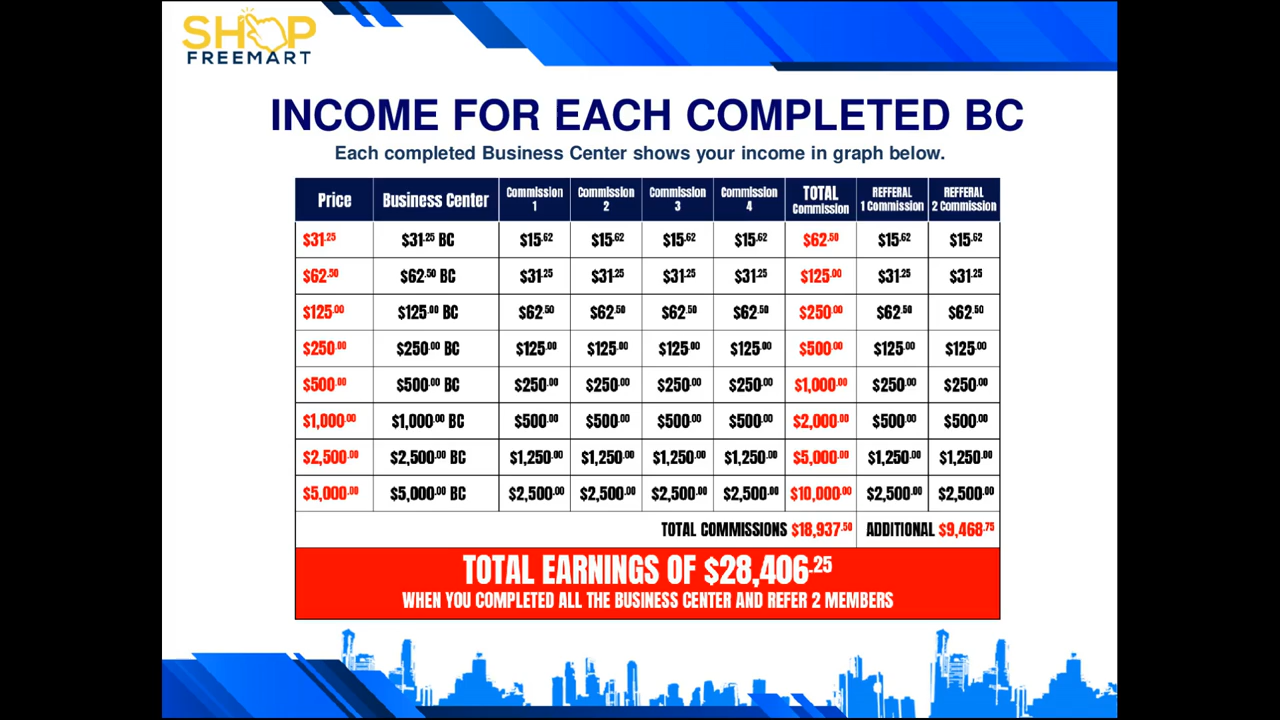 SHOP
FREEMART
INCOME FOR EACH COMPLETED BC
Each completed Business Center shows your income in graph below.
Price Business Center Commission 1 Commission 2 Commission 3 Commission 4 TOTAL Commission REFFERAL 1 Commission REFFERAL 2 Commission
$31.25 $31.25 BC $15.62 $15.62 $15.62 $15.62 $62.50 $15.62 $15.62
$62.50 $62.50 BC $31.25 $31.25 $31.25 $31.25 $125.00 $31.25 $31.25
$125.00 $125.00 BC $62.50 $62.50 $62.50 $62.50 $250.00 $62.50 $62.50
$250.00 $250.00 BC $125.00 $125.00 $125.00 $125.00 $500.00 $125.00 $125.00
$500.00 $500.00 BC $250.00 $250.00 $250.00 $250.00 $1,000.00 $250.00 $250.00
$1,000.00 $1,000.00 BC $500.00 $500.00 $500.00 $500.00 $2,000.00 $500.00 $500.00
$2,500.00 $2,500.00 BC $1,250.00 $1,250.00 $1,250.00 $1,250.00 $5,000.00 $1,250.00 $1,250.00
$5,000.00 $5,000.00 BC $2,500.00 $2,500.00 $2,500.00 $2,500.00 $10,000.00 $2,500.00 $2,500.00
TOTAL COMMISSIONS $18,937.50 ADDITIONAL $9,468.75
TOTAL EARNINGS OF $28,406.25
WHEN YOU COMPLETED ALL THE BUSINESS CENTER AND REFER 2 MEMBERS